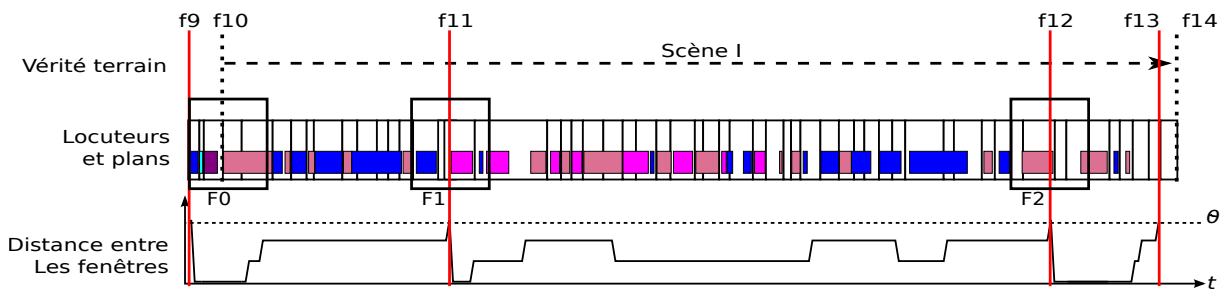 f9 f10 f11 f12 f13 f14
Scène I
Vérité terrain
Locuteurs
et plans
F0 F1 F2
θ
Distance entre
Les fenêtres
t